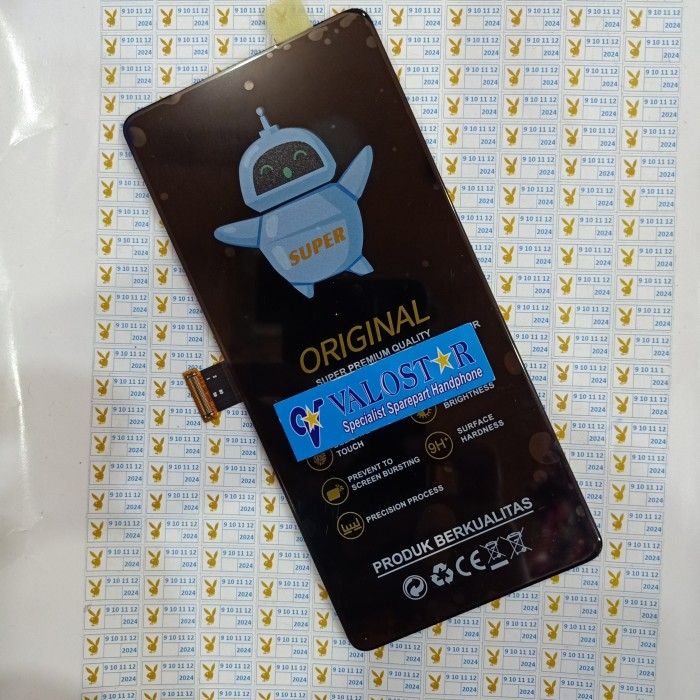 SUPER
ORIGINAL
SUPER PREMIUM QUALITY
R
VALOSTAR
Specialist Sparepart Handphone
BRIGHTNESS
TOUCH
9H+
SURFACE
HARDNESS
PREVENT TO
SCREEN BURSTING
PRECISION PROCESS
PRODUK BERKUALITAS
CE
9 10 11 12
2024